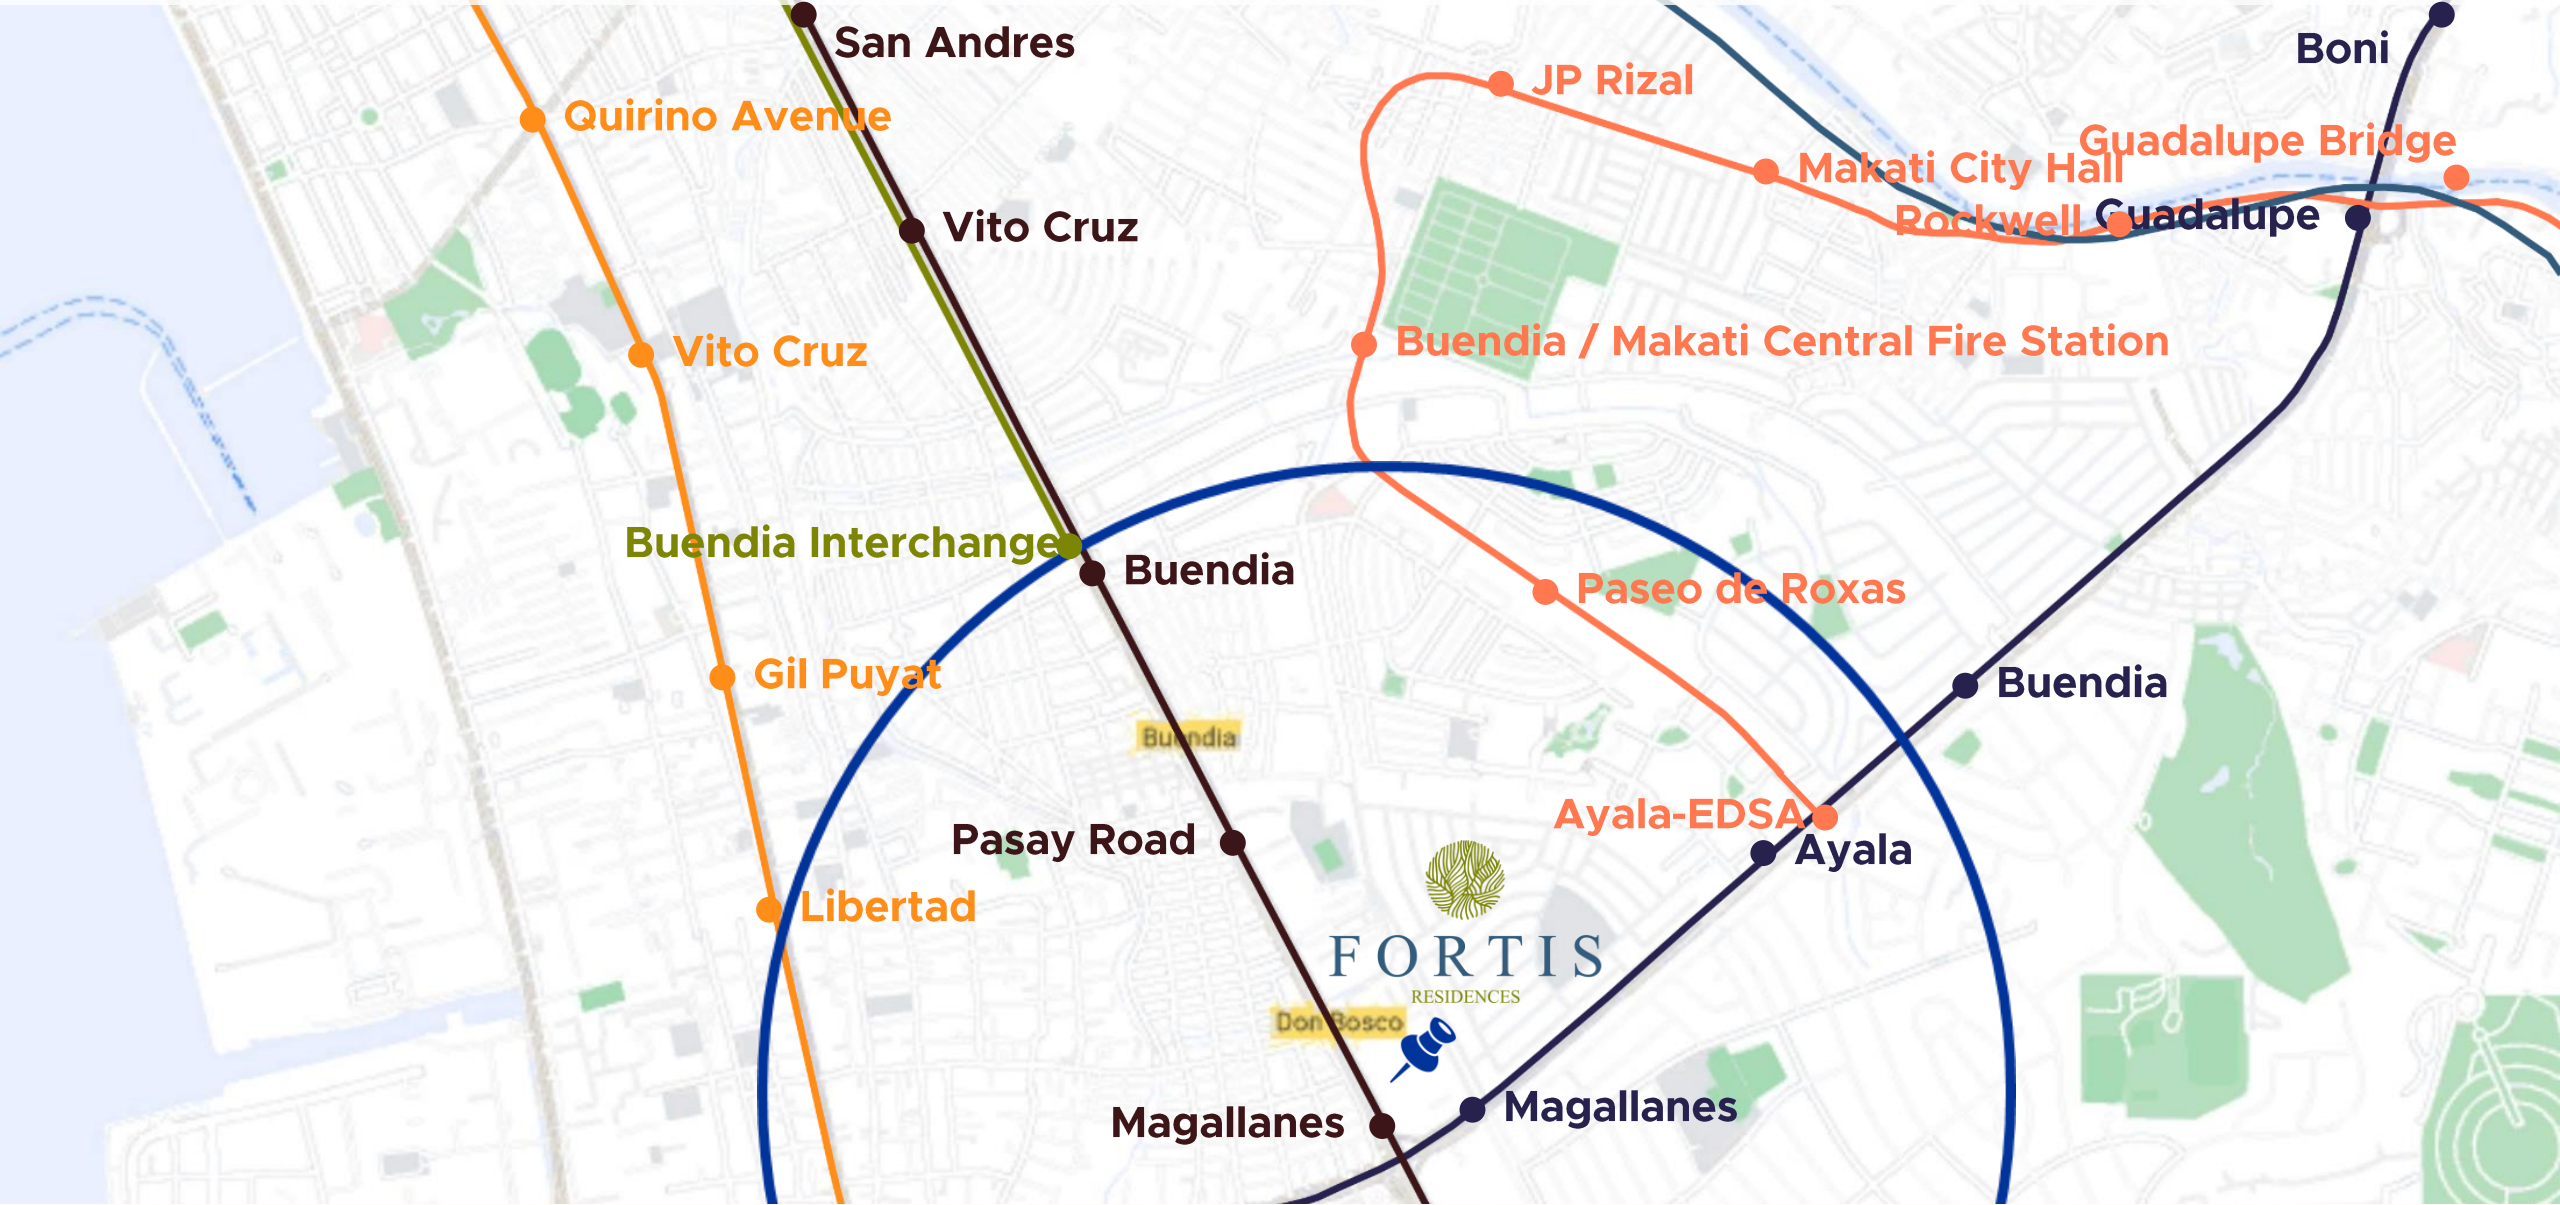 San Andres
Boni
JP Rizal
Quirino Avenue
Guadalupe Bridge
Makati City Hall
Rockwell
Guadalupe
Vito Cruz
Vito Cruz
Buendia / Makati Central Fire Station
Buendia Interchange
Buendia
Paseo de Roxas
Gil Puyat
Buendia
Buendia
Ayala-EDSA
Pasay Road
Ayala
Libertad
FORTIS
RESIDENCES
Don Bosco
Magallanes
Magallanes